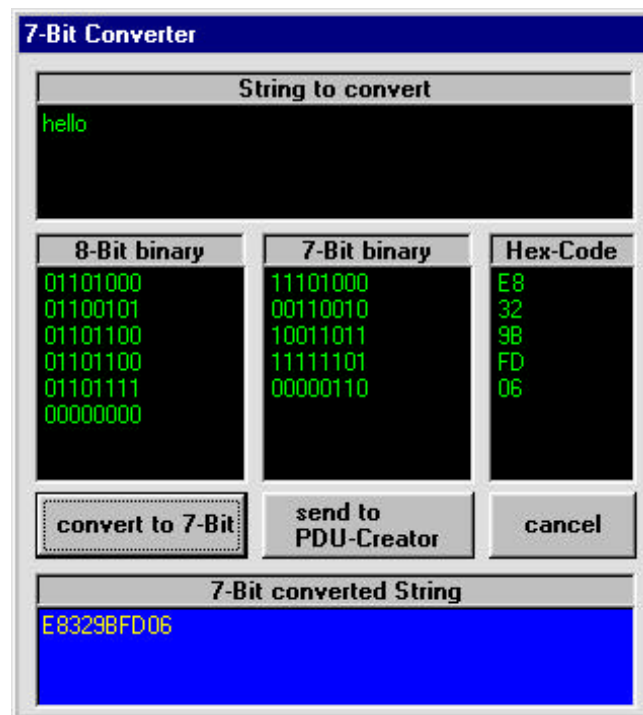 7-Bit Converter
String to convert
hello
8-Bit binary
01101000
01100101
01101100
01101100
01101111
00000000
7-Bit binary
11101000
00110010
10011011
11111101
00000110
Hex-Code
E8
32
9B
FD
06
convert to 7-Bit
send to
PDU-Creator
cancel
7-Bit converted String
E8329BFD06